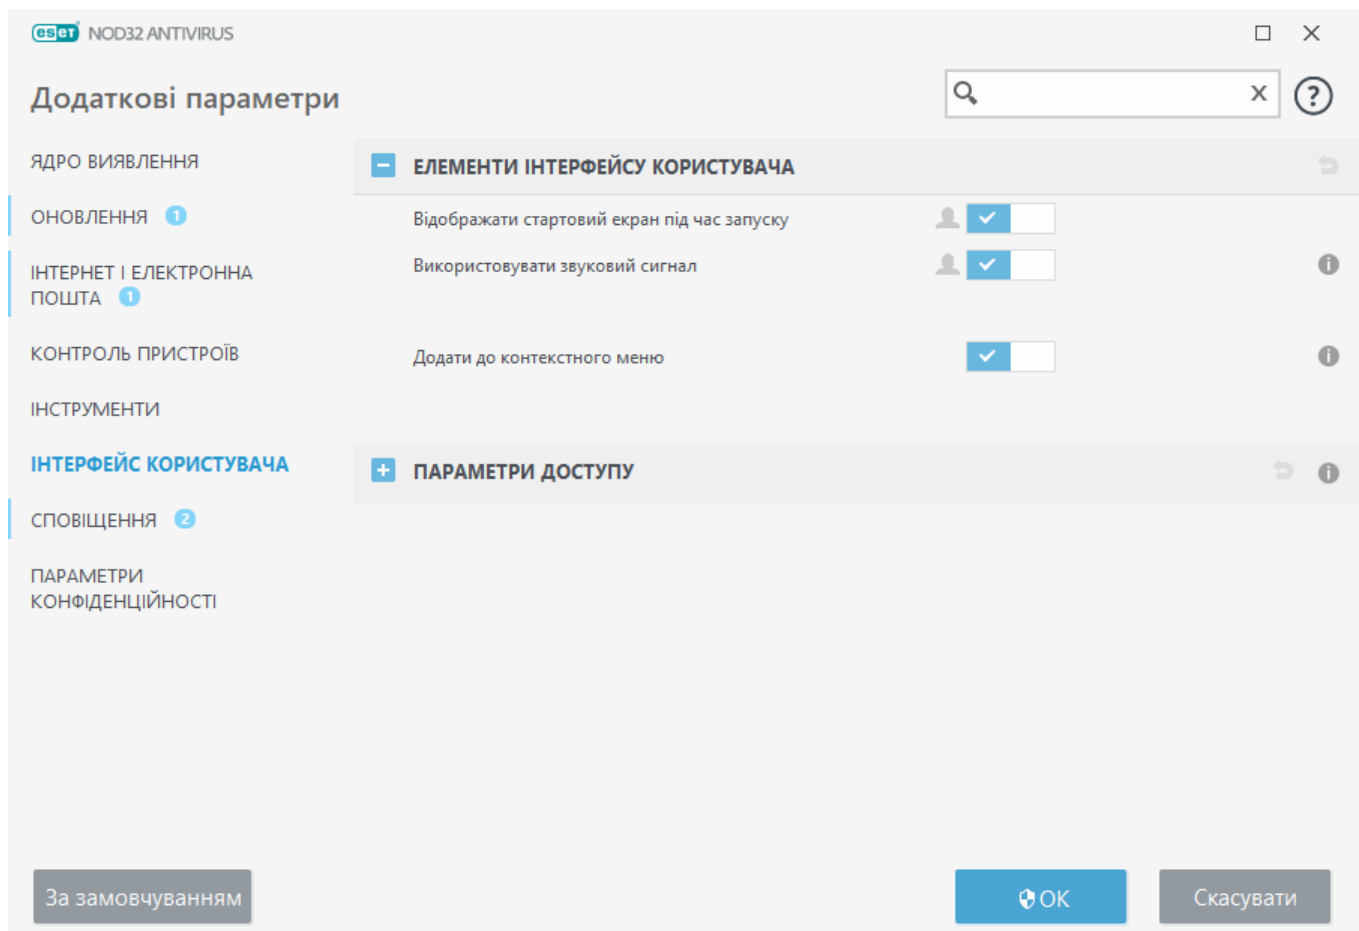 eset NOD32 ANTIVIRUS
Додаткові параметри
x
?
ЯДРО ВИЯВЛЕННЯ
ОНОВЛЕННЯ 1
ІНТЕРНЕТ І ЕЛЕКТРОННА
ПОШТА 1
КОНТРОЛЬ ПРИСТРОЇВ
ІНСТРУМЕНТИ
ІНТЕРФЕЙС КОРИСТУВАЧА
СПОВІЩЕННЯ 2
ПАРАМЕТРИ
КОНФІДЕНЦІЙНОСТІ
ЕЛЕМЕНТИ ІНТЕРФЕЙСУ КОРИСТУВАЧА
Відображати стартовий екран під час запуску
Використовувати звуковий сигнал
Додати до контекстного меню
ПАРАМЕТРИ ДОСТУПУ
За замовчуванням
ОК
Скасувати